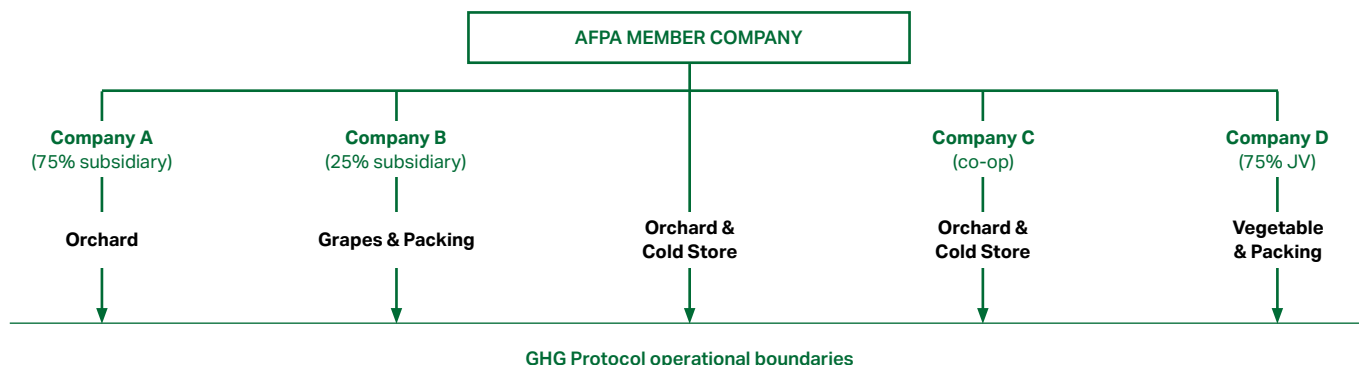 AFPA MEMBER COMPANY
Company A
(75% subsidiary)
Company B
(25% subsidiary)
Company C
(co-op)
Company D
(75% JV)
Orchard
Grapes & Packing
Orchard &
Cold Store
Orchard &
Cold Store
Vegetable
& Packing
GHG Protocol operational boundaries